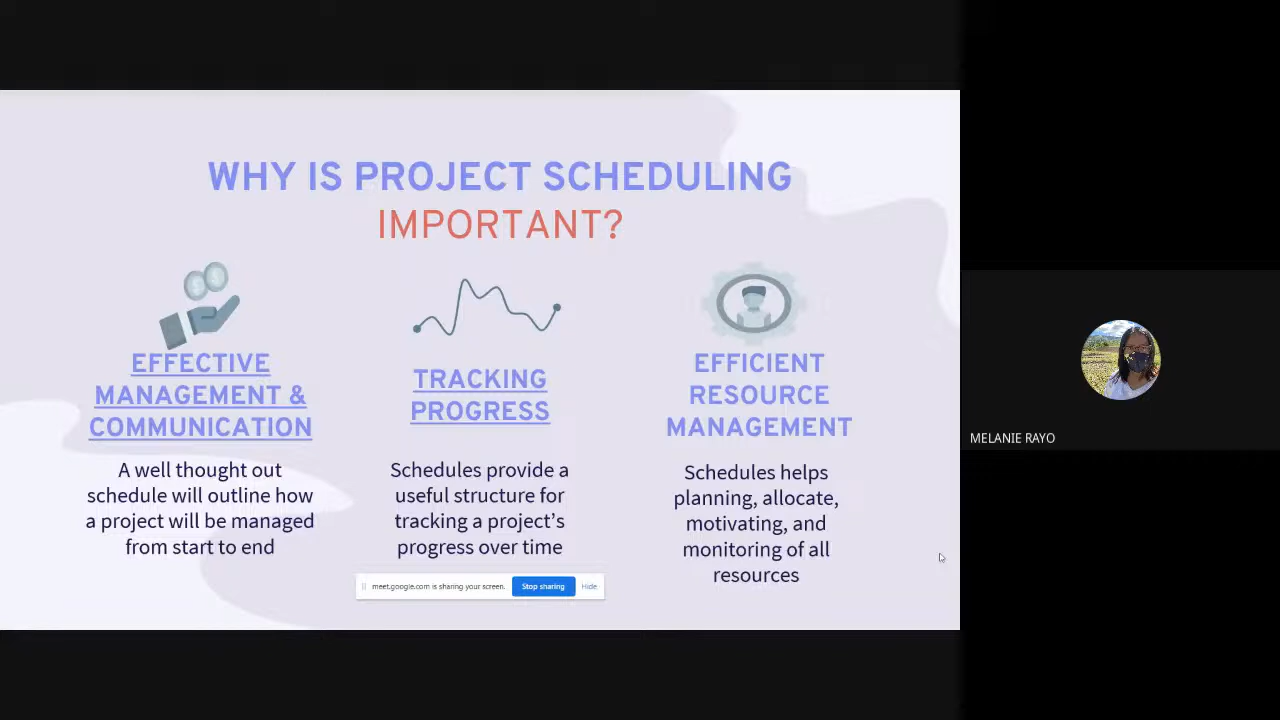 WHY IS PROJECT SCHEDULING
IMPORTANT?
EFFECTIVE
MANAGEMENT &
COMMUNICATION
A well thought out
schedule will outline how
a project will be managed
from start to end
TRACKING
PROGRESS
Schedules provide a
useful structure for
tracking a project’s
progress over time
EFFICIENT
RESOURCE
MANAGEMENT
Schedules helps
planning, allocate,
motivating, and
monitoring of all
resources
meet.google.com is sharing your screen. Stop sharing Hide
MELANIE RAYO